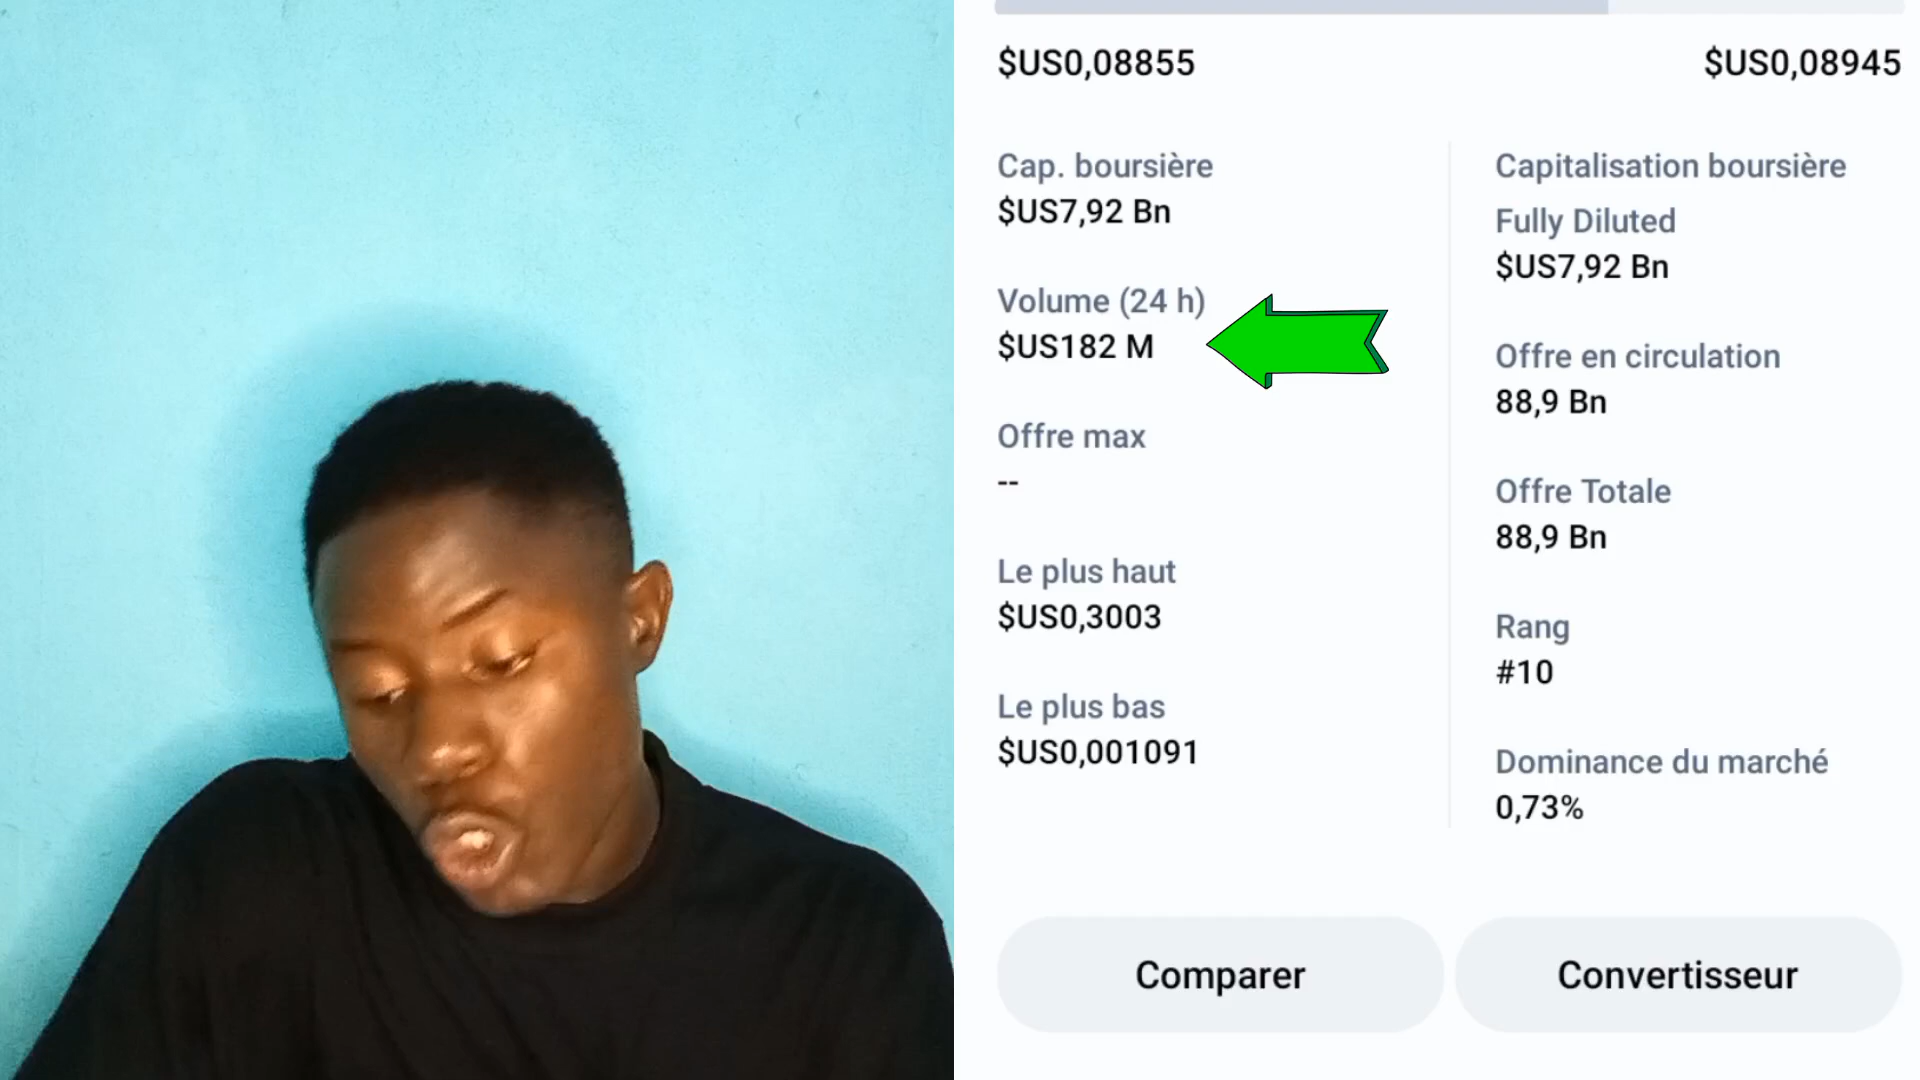 $US0,08855
$US0,08945
Cap. boursière
$US7,92 Bn
Volume (24 h)
$US182 M
Offre max
--
Le plus haut
$US0,3003
Le plus bas
$US0,001091
Capitalisation boursière
Fully Diluted
$US7,92 Bn
Offre en circulation
88,9 Bn
Offre Totale
88,9 Bn
Rang
#10
Dominance du marché
0,73%
Comparer
Convertisseur